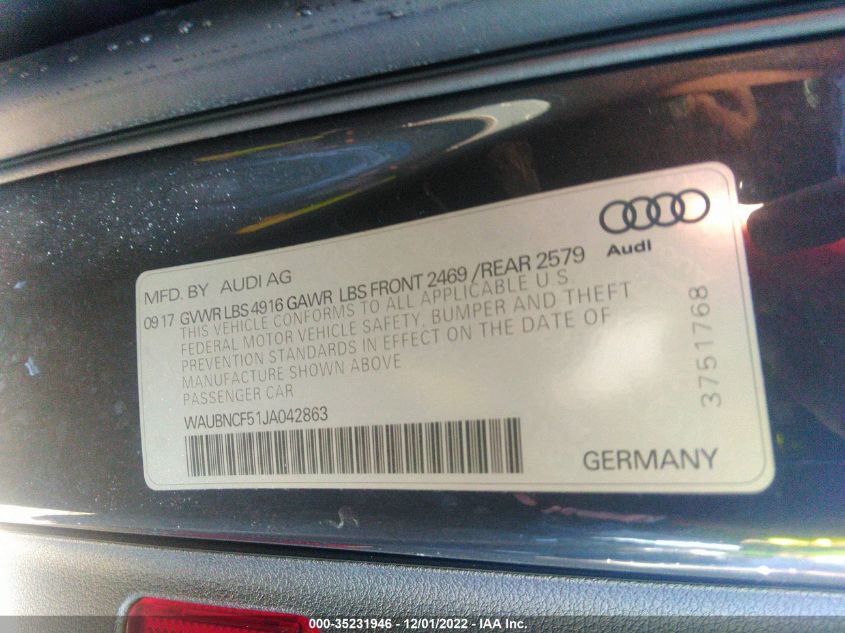 Audi
MFD. BY AUDI AG
09 17 GVWR LBS 4916 GAWR LBS FRONT 2469 /REAR 2579
THIS VEHICLE CONFORMS TO ALL APPLICABLE U S
FEDERAL MOTOR VEHICLE SAFETY, BUMPER AND THEFT
PREVENTION STANDARDS IN EFFECT ON THE DATE OF
MANUFACTURE SHOWN ABOVE
PASSENGER CAR
WAUBNCF51JA042863
GERMANY
3751768
000-35231946 - 12/01/2022 - IAA Inc.